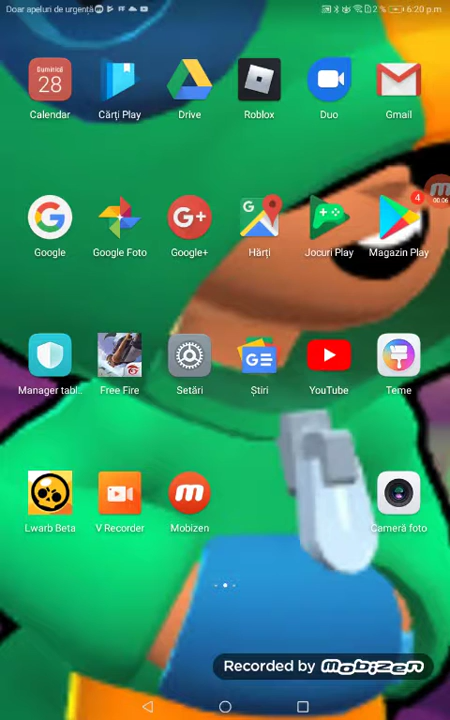 Doar apeluri de urgență 2 % 6:20 p.m
Duminică
28
Calendar Cărți Play Drive Roblox Duo Gmail
4
00:06
Google Google Foto Google+ Hărți Jocuri Play Magazin Play
Manager tabl... Free Fire Setări Știri YouTube Teme
Lwarb Beta V Recorder Mobizen Cameră foto
Recorded by Mobizen